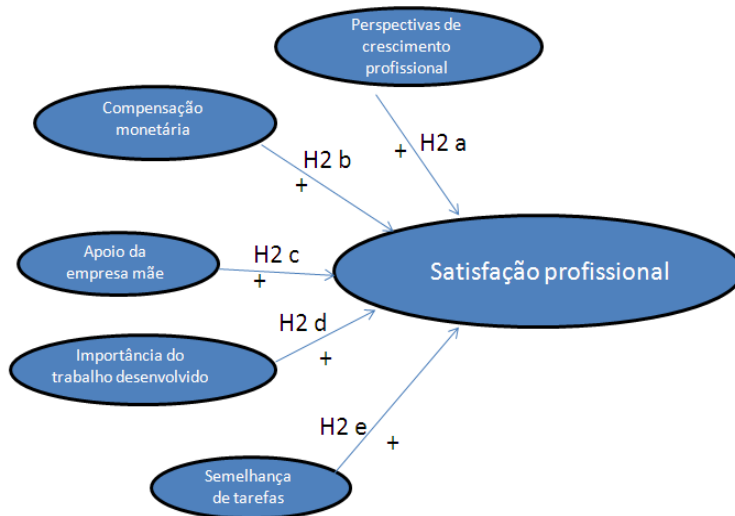 Perspectivas de
crescimento
profissional
Compensação
monetária
+ H2 a
H2 b
+
Apoio da
empresa mãe
H2 c
+
Satisfação profissional
H2 d
+
Importância do
trabalho desenvolvido
H2 e
+
Semelhança
de tarefas